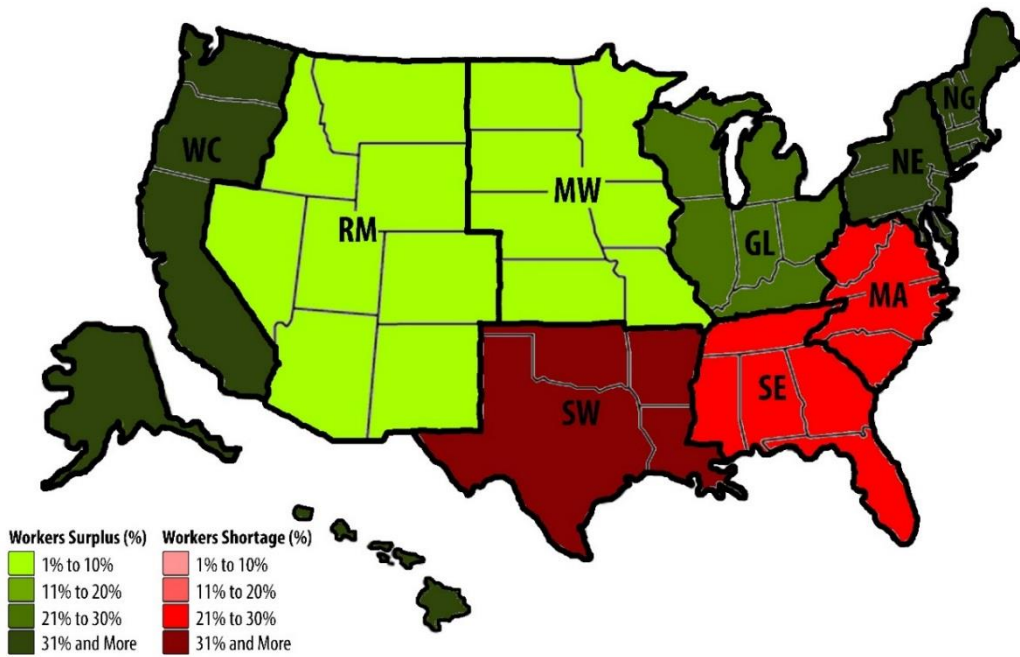 WC
NG
NE
MW
RM
GL
MA
SE
SW
Workers Surplus (%)
1% to 10%
11% to 20%
21% to 30%
31% and More
Workers Shortage (%)
1% to 10%
11% to 20%
21% to 30%
31% and More